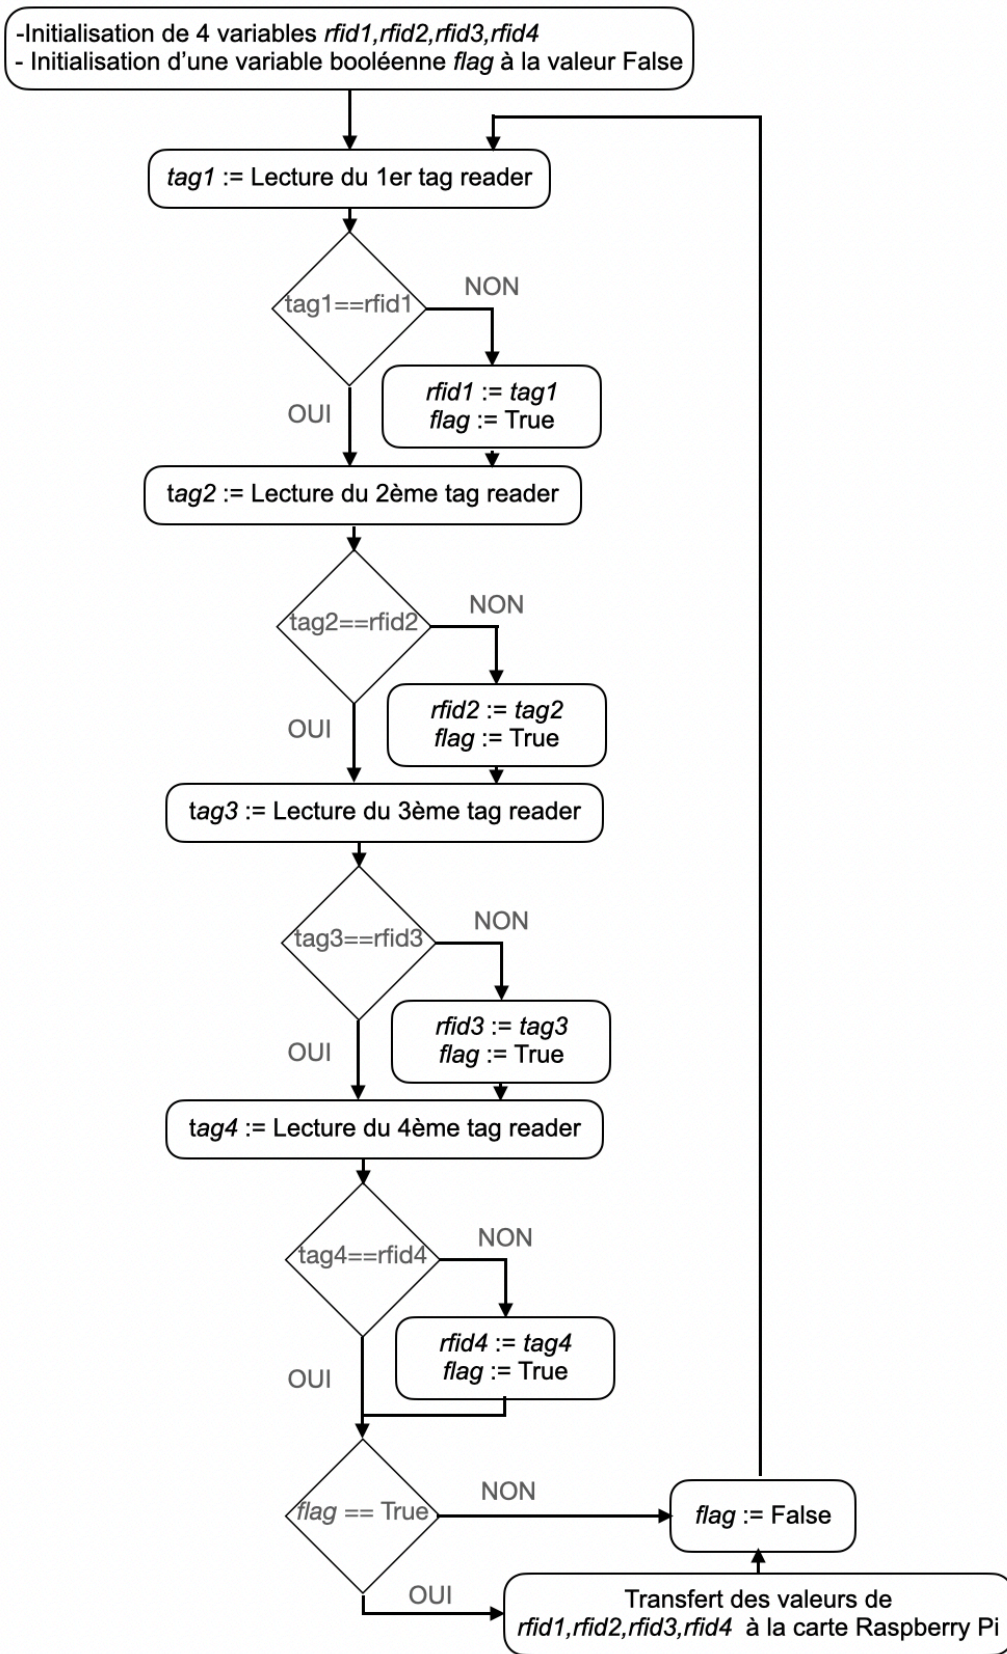 -Initialisation de 4 variables rfid1,rfid2,rfid3,rfid4
- Initialisation d’une variable booléenne flag à la valeur False
tag1 := Lecture du 1er tag reader
tag1==rfid1
NON
rfid1 := tag1
flag := True
OUI
tag2 := Lecture du 2ème tag reader
tag2==rfid2
NON
rfid2 := tag2
flag := True
OUI
tag3 := Lecture du 3ème tag reader
tag3==rfid3
NON
rfid3 := tag3
flag := True
OUI
tag4 := Lecture du 4ème tag reader
tag4==rfid4
NON
rfid4 := tag4
flag := True
OUI
flag == True
NON
flag := False
OUI
Transfert des valeurs de
rfid1,rfid2,rfid3,rfid4 à la carte Raspberry Pi